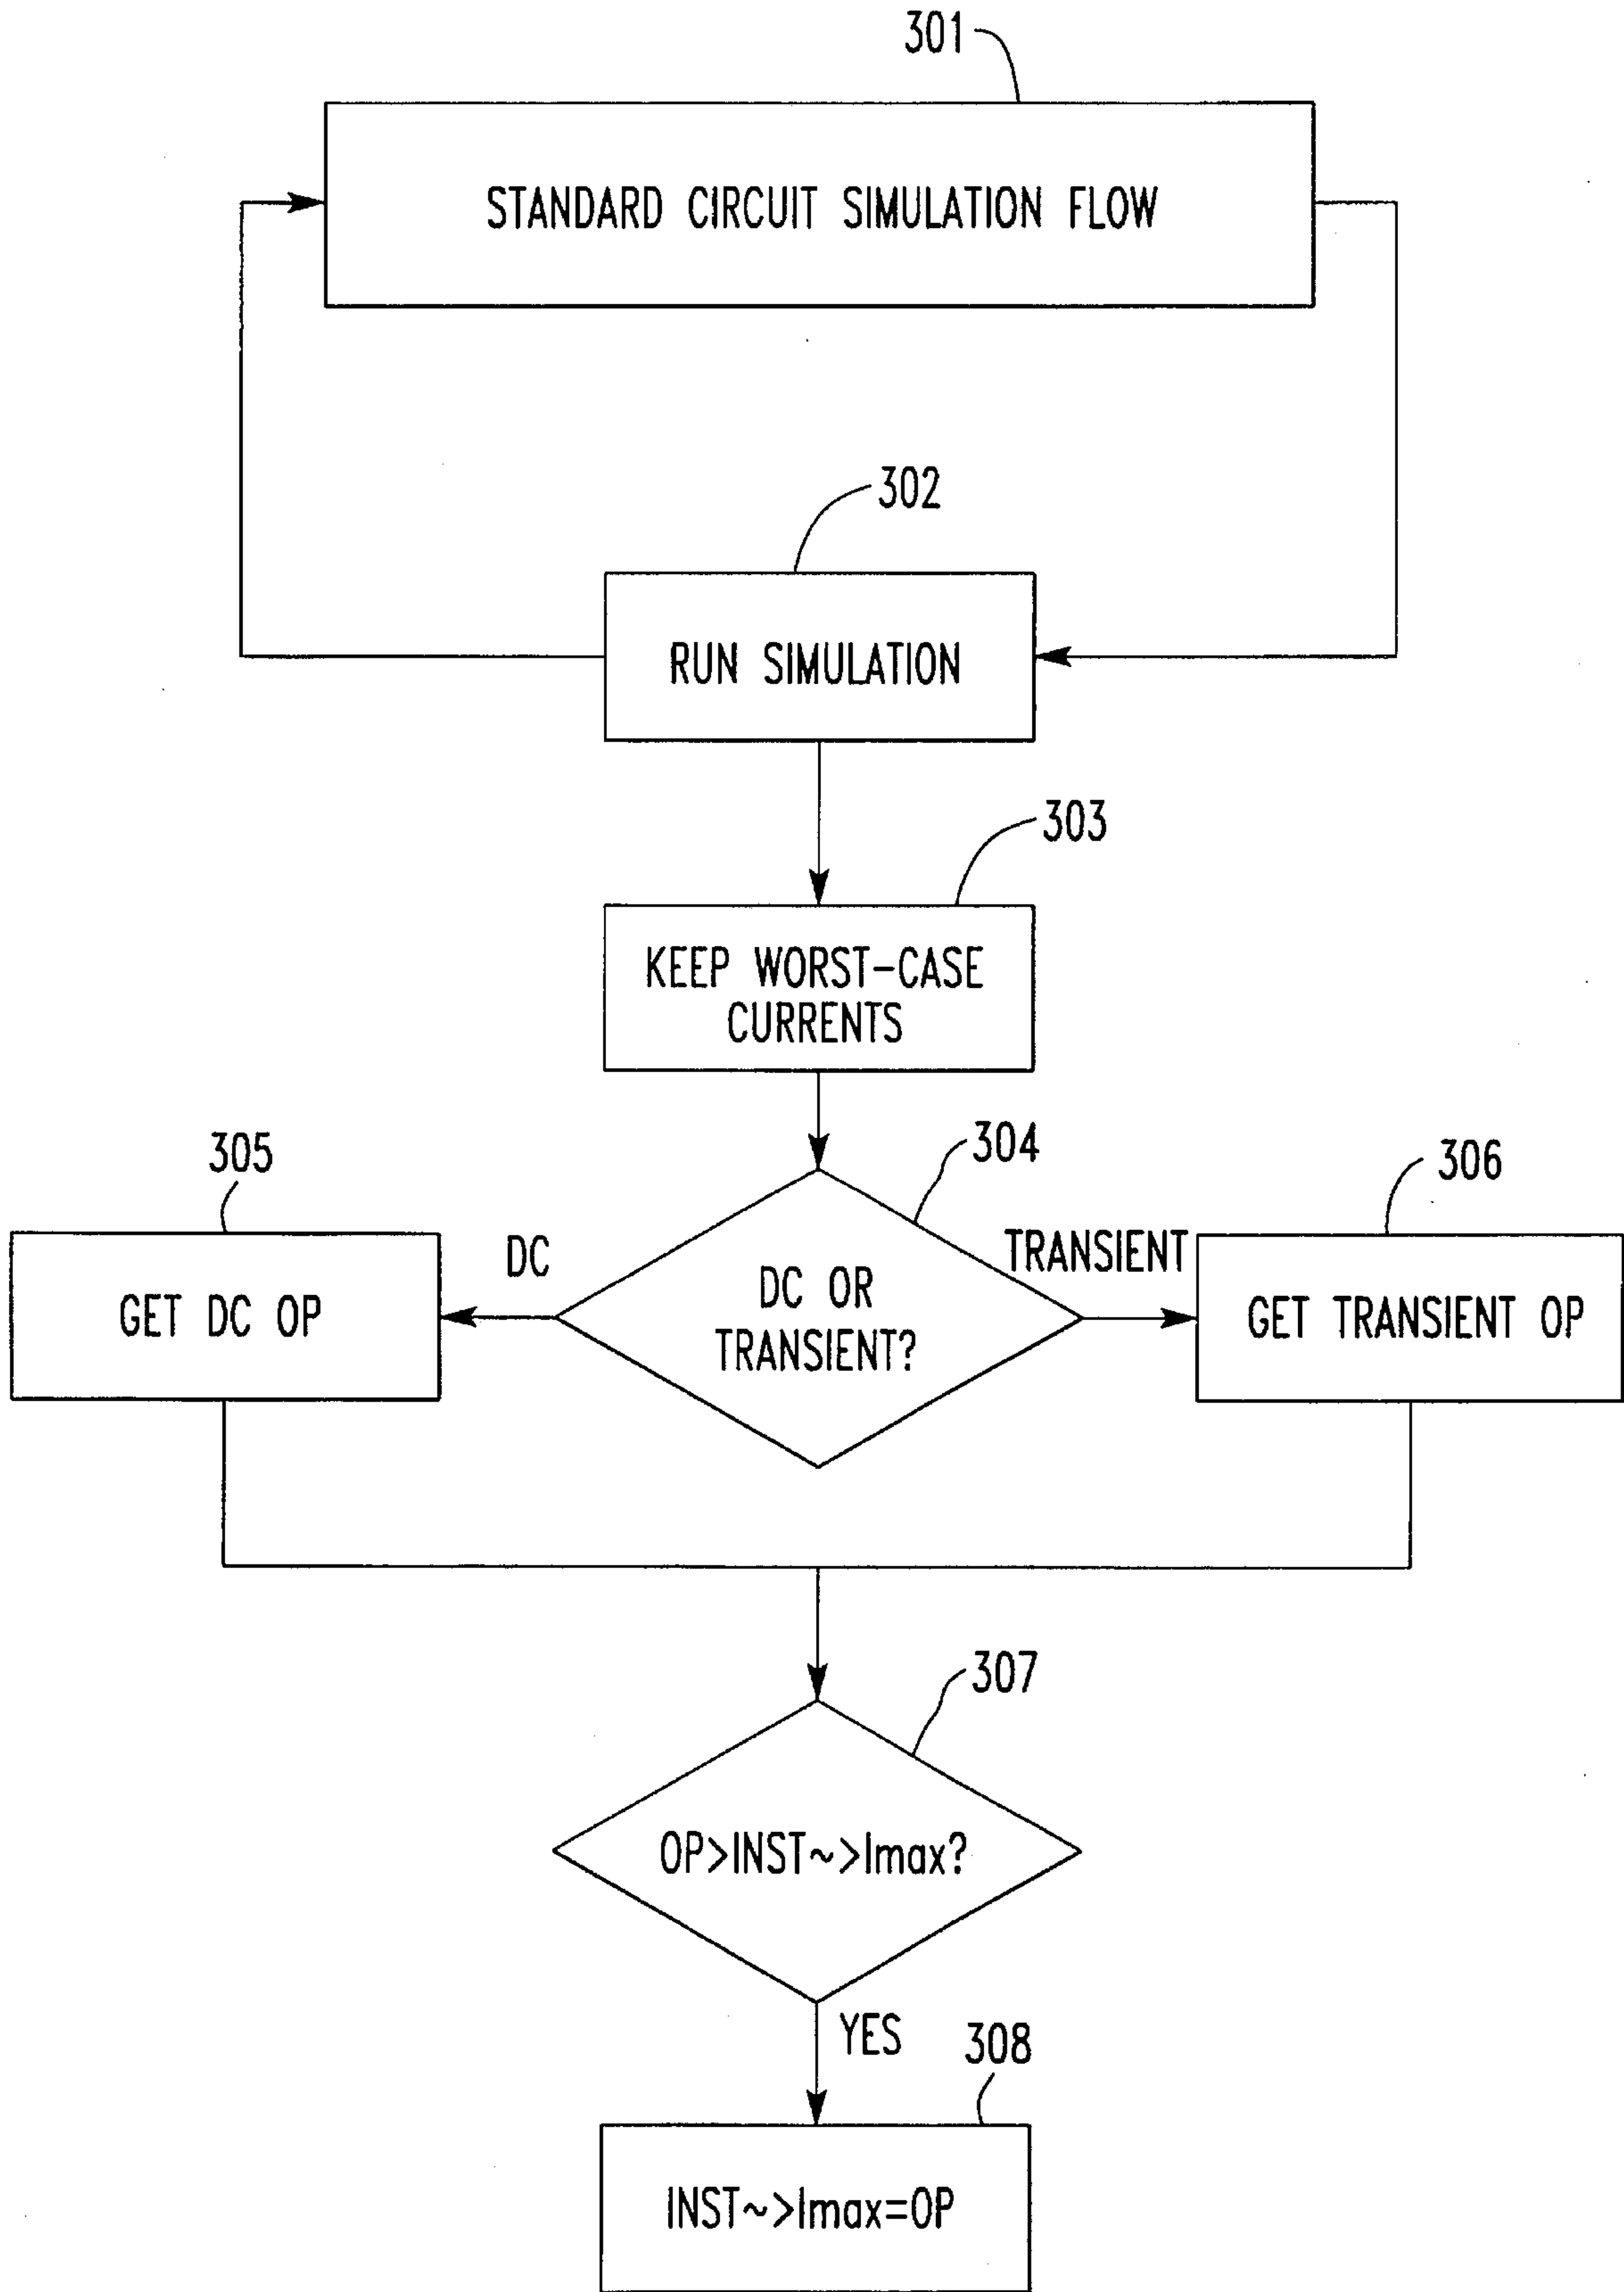 301
STANDARD CIRCUIT SIMULATION FLOW
302
RUN SIMULATION
303
KEEP WORST-CASE
CURRENTS
304
305
306
DC
TRANSIENT
GET DC OP
DC OR
TRANSIENT?
GET TRANSIENT OP
307
OP>INST~>Imax?
YES
308
INST~>Imax=OP